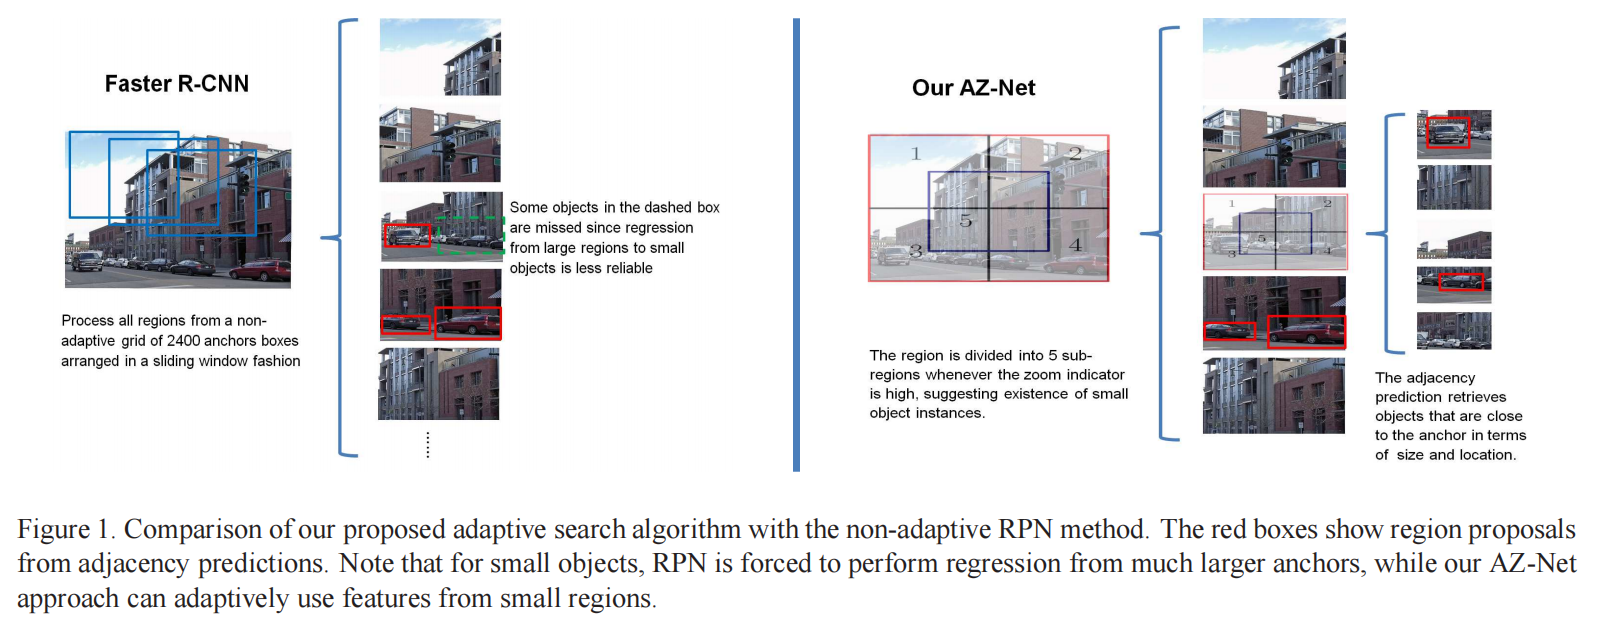 Faster R-CNN
Process all regions from a non-
adaptive grid of 2400 anchors boxes
arranged in a sliding window fashion
Some objects in the dashed box
are missed since regression
from large regions to small
objects is less reliable
Our AZ-Net
1
2
5
3
4
The region is divided into 5 sub-
regions whenever the zoom indicator
is high, suggesting existence of small
object instances.
1
2
5
3
4
The adjacency
prediction retrieves
objects that are close
to the anchor in terms
of size and location.
Figure 1. Comparison of our proposed adaptive search algorithm with the non-adaptive RPN method. The red boxes show region proposals
from adjacency predictions. Note that for small objects, RPN is forced to perform regression from much larger anchors, while our AZ-Net
approach can adaptively use features from small regions.